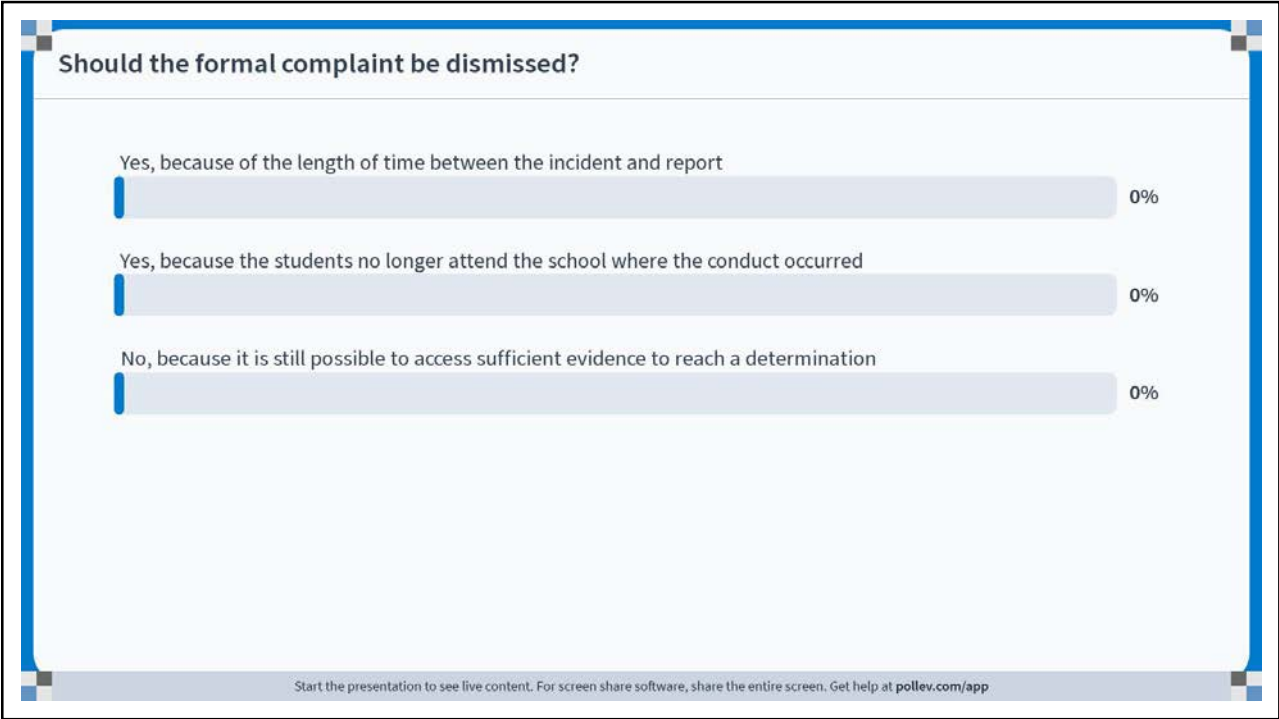 Should the formal complaint be dismissed?
Yes, because of the length of time between the incident and report
0%
Yes, because the students no longer attend the school where the conduct occurred
0%
No, because it is still possible to access sufficient evidence to reach a determination
0%
Start the presentation to see live content. For screen share software, share the entire screen. Get help at pollev.com/app